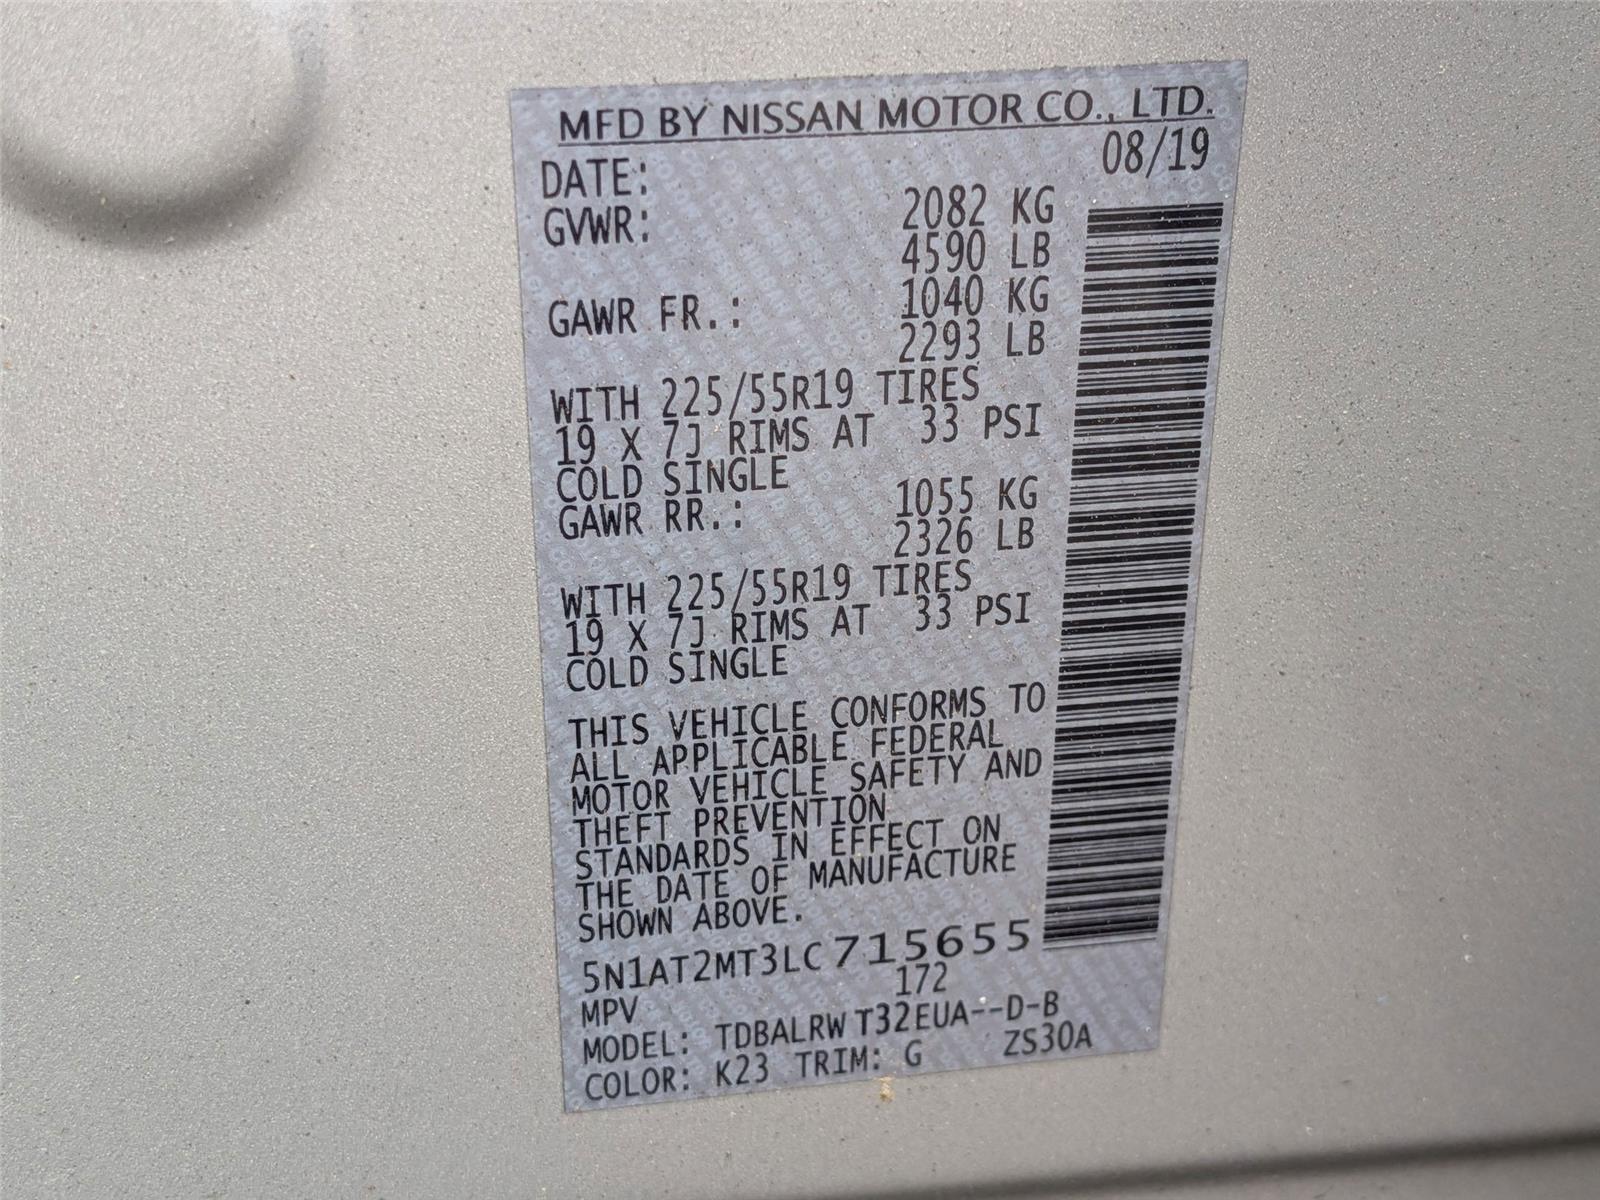 MFD BY NISSAN MOTOR CO., LTD.
DATE: 08/19
GVWR: 2082 KG
4590 LB
GAWR FR.: 1040 KG
2293 LB
WITH 225/55R19 TIRES
19 X 7J RIMS AT 33 PSI
COLD SINGLE
GAWR RR.: 1055 KG
2326 LB
WITH 225/55R19 TIRES
19 X 7J RIMS AT 33 PSI
COLD SINGLE
THIS VEHICLE CONFORMS TO
ALL APPLICABLE FEDERAL
MOTOR VEHICLE SAFETY AND
THEFT PREVENTION
STANDARDS IN EFFECT ON
THE DATE OF MANUFACTURE
SHOWN ABOVE.
5N1AT2MT3LC715655
MPV 172
MODEL: TDBALRW T32EUA--D-B
COLOR: K23 TRIM: G ZS30A